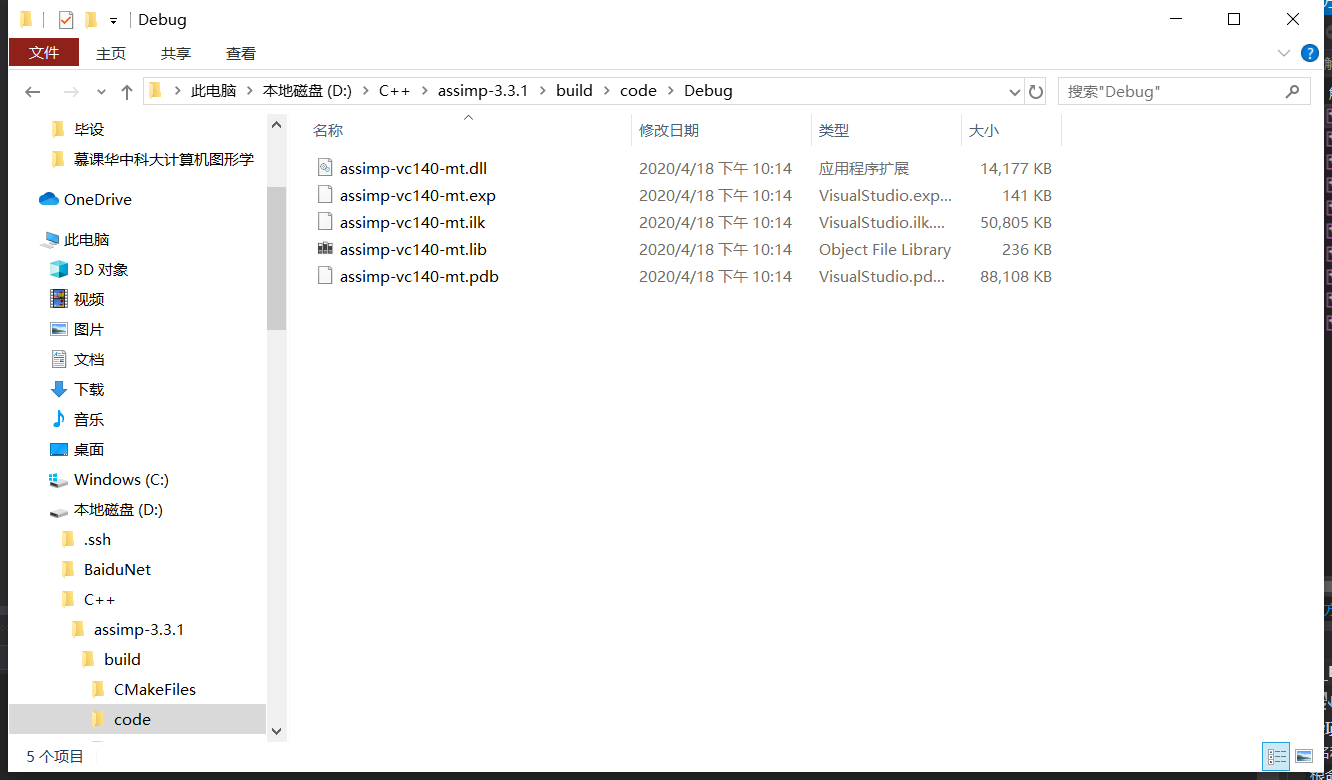 Debug
文件 主页 共享 查看
此电脑 本地磁盘 (D:) C++ assimp-3.3.1 build code Debug
搜索"Debug"
毕设
慕课华中科大计算机图形学
OneDrive
此电脑
3D 对象
视频
图片
文档
下载
音乐
桌面
Windows (C:)
本地磁盘 (D:)
.ssh
BaiduNet
C++
assimp-3.3.1
build
CMakeFiles
code
名称 修改日期 类型 大小
assimp-vc140-mt.dll 2020/4/18 下午 10:14 应用程序扩展 14,177 KB
assimp-vc140-mt.exp 2020/4/18 下午 10:14 VisualStudio.exp... 141 KB
assimp-vc140-mt.ilk 2020/4/18 下午 10:14 VisualStudio.ilk.... 50,805 KB
assimp-vc140-mt.lib 2020/4/18 下午 10:14 Object File Library 236 KB
assimp-vc140-mt.pdb 2020/4/18 下午 10:14 VisualStudio.pd... 88,108 KB
5 个项目